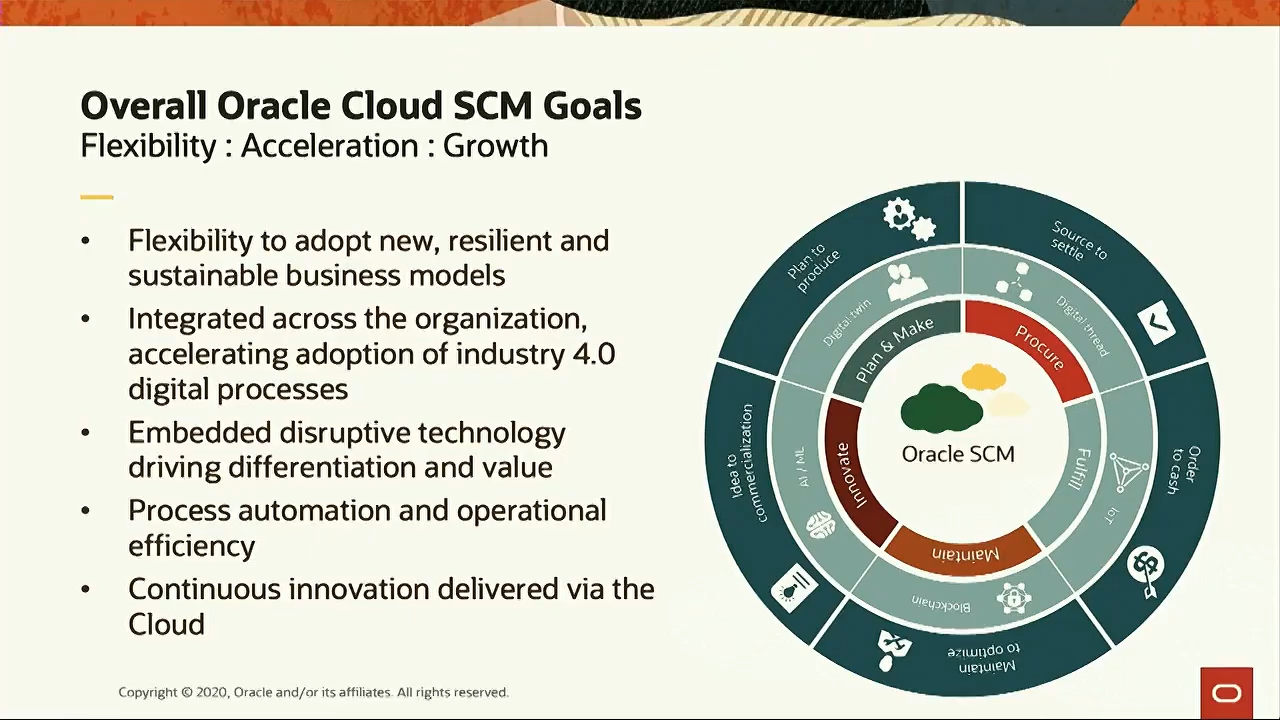 Overall Oracle Cloud SCM Goals
Flexibility : Acceleration : Growth
• Flexibility to adopt new, resilient and
sustainable business models
• Integrated across the organization,
accelerating adoption of industry 4.0
digital processes
• Embedded disruptive technology
driving differentiation and value
• Process automation and operational
efficiency
• Continuous innovation delivered via the
Cloud
Plan to
produce
Source to
settle
Order
to cash
Maintain
to optimize
Idea to
commercialization
Digital twin
Digital thread
IoT
Blockchain
AI / ML
Plan & Make
Procure
Fulfill
Maintain
Innovate
Oracle SCM
Copyright © 2020, Oracle and/or its affiliates. All rights reserved.